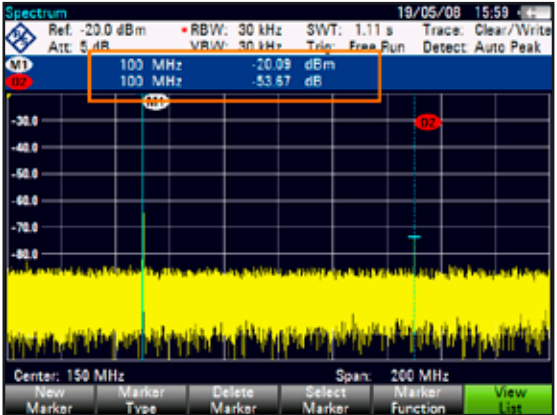 Spectrum 19/05/08 15:59
Ref: -20.0 dBm • RBW: 30 kHz SWT: 1.11 s Trace: Clear/Write
Att: 5 dB VBW: 30 kHz Trig: Free Run Detect: Auto Peak
M1 100 MHz -20.09 dBm
D2 100 MHz -53.67 dB
M1
D2
-30.0
-40.0
-50.0
-60.0
-70.0
-80.0
Center: 150 MHz Span: 200 MHz
New Marker Delete Select Marker View
Marker Type Marker Marker Function List